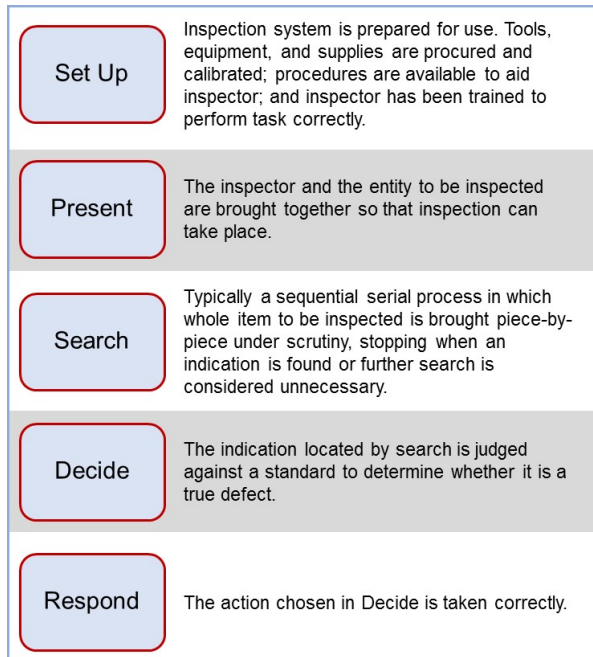 Set Up
Inspection system is prepared for use. Tools,
equipment, and supplies are procured and
calibrated; procedures are available to aid
inspector; and inspector has been trained to
perform task correctly.
Present
The inspector and the entity to be inspected
are brought together so that inspection can
take place.
Search
Typically a sequential serial process in which
whole item to be inspected is brought piece-by-
piece under scrutiny, stopping when an
indication is found or further search is
considered unnecessary.
Decide
The indication located by search is judged
against a standard to determine whether it is a
true defect.
Respond
The action chosen in Decide is taken correctly.